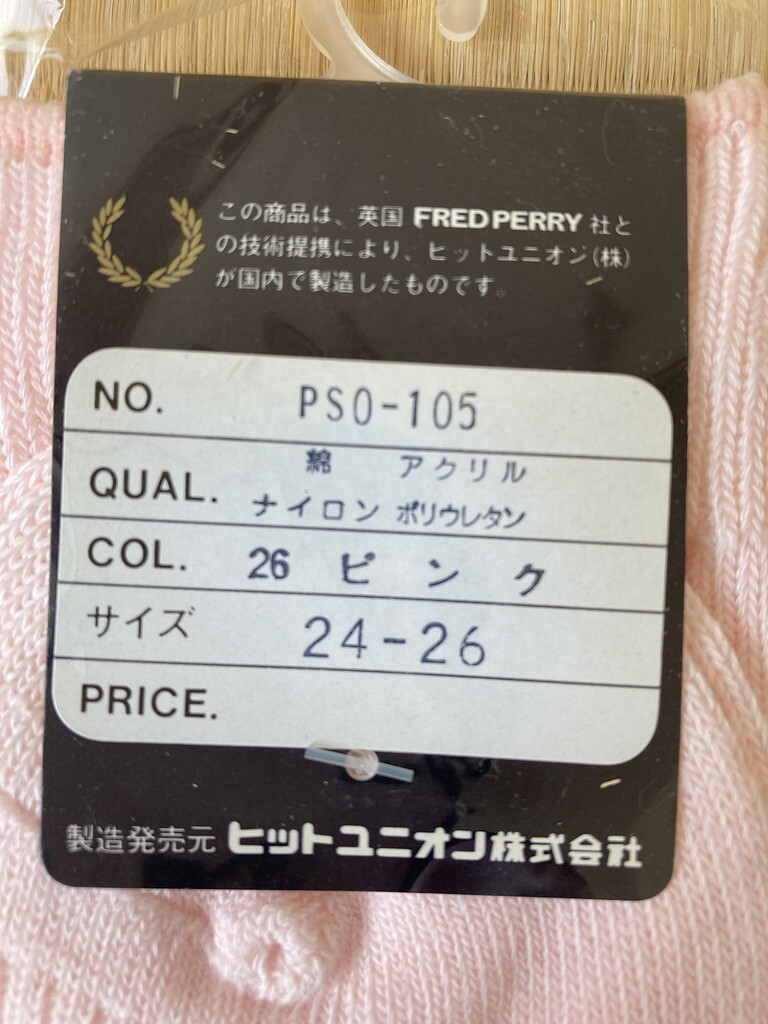 この商品は、英国 FRED PERRY 社と
の技術提携により、ヒットユニオン(株)
が国内で製造したものです。
NO. PSO-105
QUAL. 綿 アクリル
ナイロン ポリウレタン
COL. 26 ピンク
サイズ 24-26
PRICE.
製造発売元 ヒットユニオン株式会社